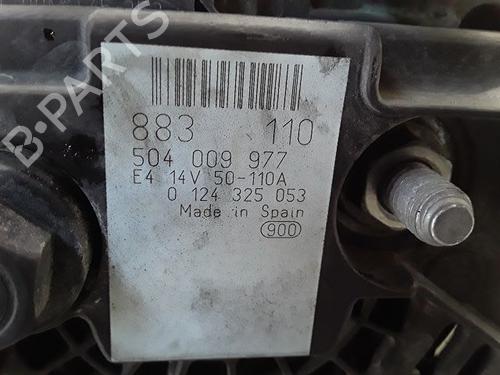 B-PARTS
883 110
504 009 977
E4 14V 50-110A
0 124 325 053
Made in Spain
900